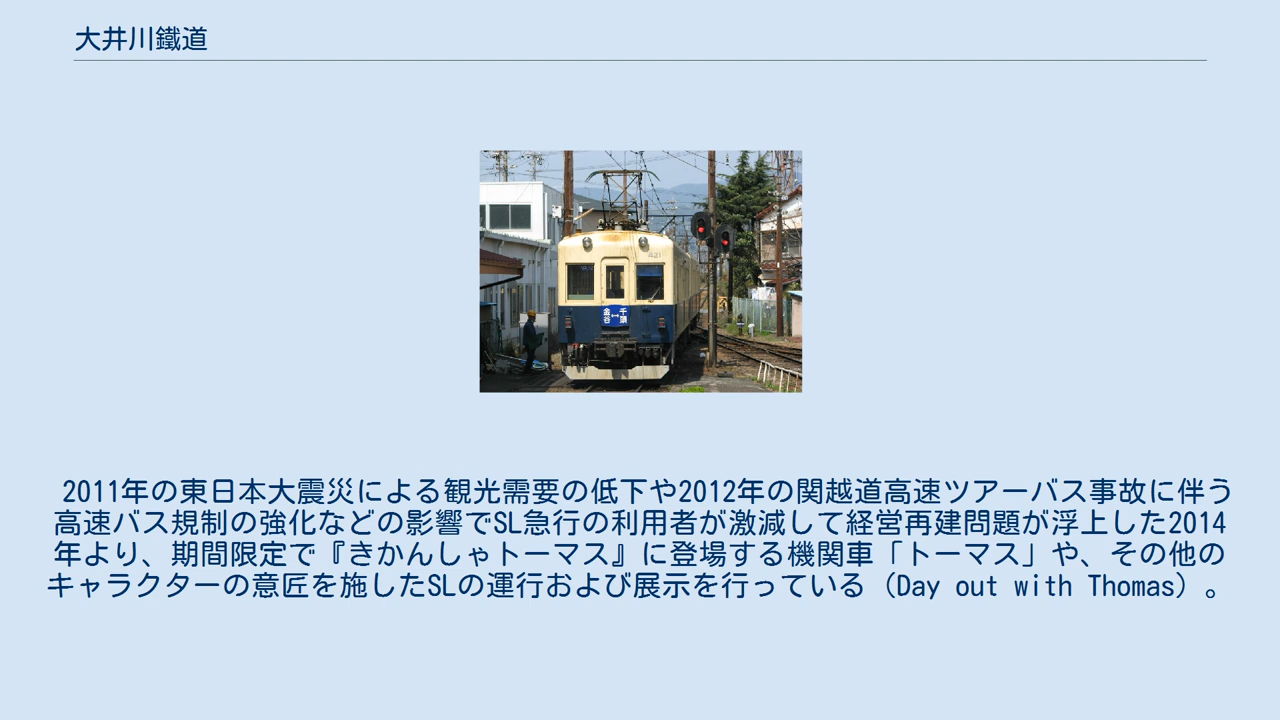 大井川鐵道
421
金谷↔千頭
2011年の東日本大震災による観光需要の低下や2012年の関越道高速ツアーバス事故に伴う
高速バス規制の強化などの影響でSL急行の利用者が激減して経営再建問題が浮上した2014
年より、期間限定で『きかんしゃトーマス』に登場する機関車「トーマス」や、その他の
キャラクターの意匠を施したSLの運行および展示を行っている（Day out with Thomas）。